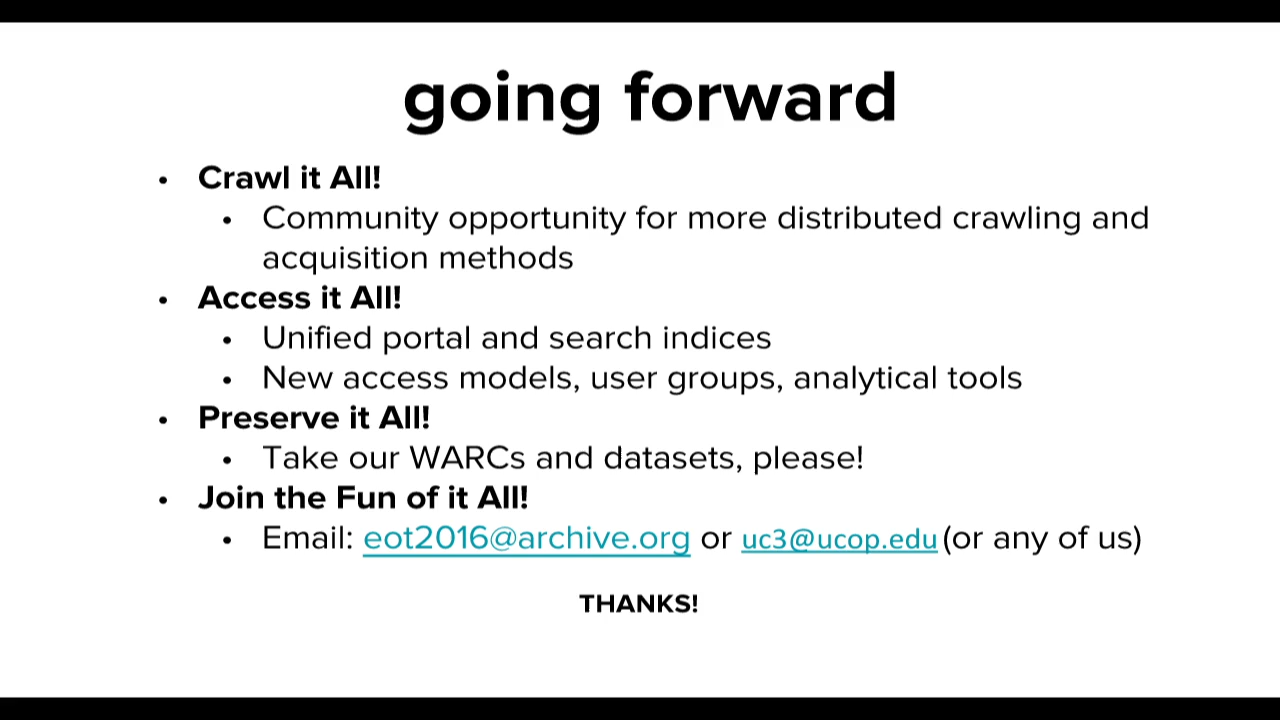 going forward
• Crawl it All!
• Community opportunity for more distributed crawling and
acquisition methods
• Access it All!
• Unified portal and search indices
• New access models, user groups, analytical tools
• Preserve it All!
• Take our WARCs and datasets, please!
• Join the Fun of it All!
• Email: eot2016@archive.org or uc3@ucop.edu (or any of us)
THANKS!